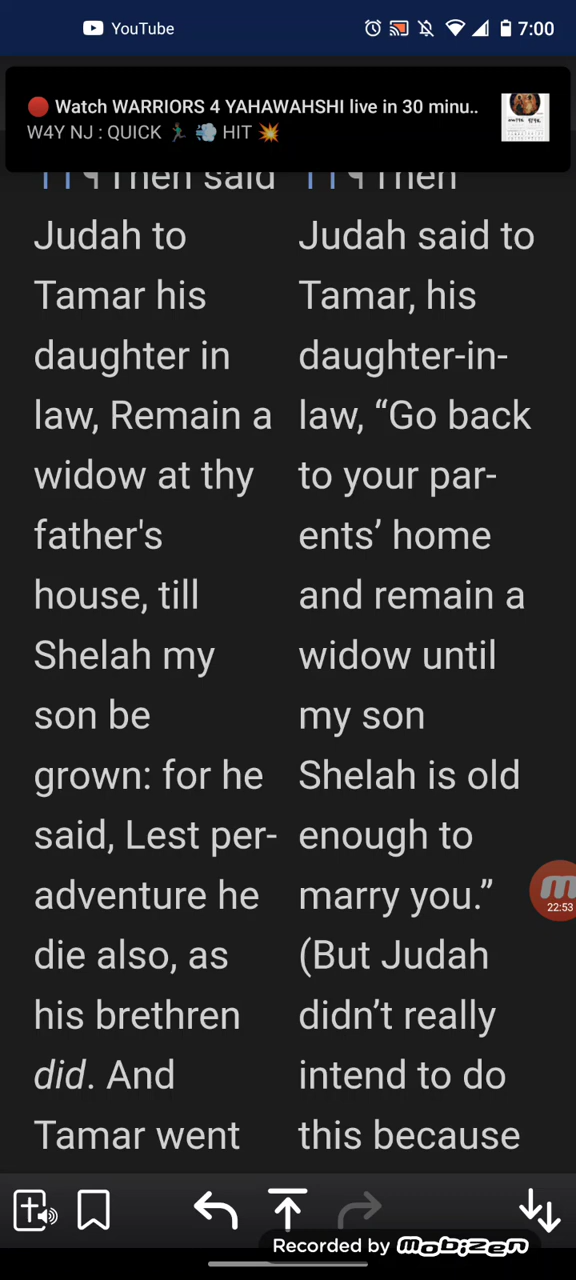 YouTube
7:00
Watch WARRIORS 4 YAHAWAHSHI live in 30 minu..
W4Y NJ : QUICK 🏃💨 HIT 💥
11 ¶ Then said
Judah to
Tamar his
daughter in
law, Remain a
widow at thy
father's
house, till
Shelah my
son be
grown: for he
said, Lest per-
adventure he
die also, as
his brethren
did. And
Tamar went
11 ¶ Then
Judah said to
Tamar, his
daughter-in-
law, “Go back
to your par-
ents’ home
and remain a
widow until
my son
Shelah is old
enough to
marry you.”
(But Judah
didn’t really
intend to do
this because
22:53
Recorded by mobizen